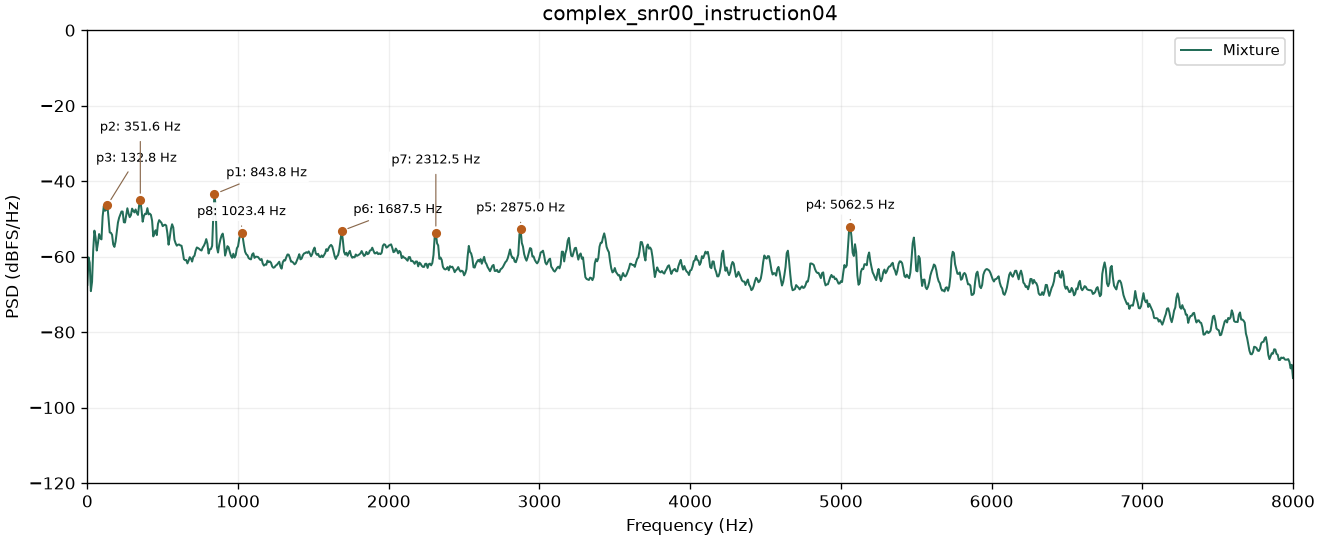 complex_snr00_instruction04
Mixture
p2: 351.6 Hz
p3: 132.8 Hz
p7: 2312.5 Hz
p1: 843.8 Hz
p8: 1023.4 Hz
p6: 1687.5 Hz
p5: 2875.0 Hz
p4: 5062.5 Hz
PSD (dBFS/Hz)
0
−20
−40
−60
−80
−100
−120
0 1000 2000 3000 4000 5000 6000 7000 8000
Frequency (Hz)